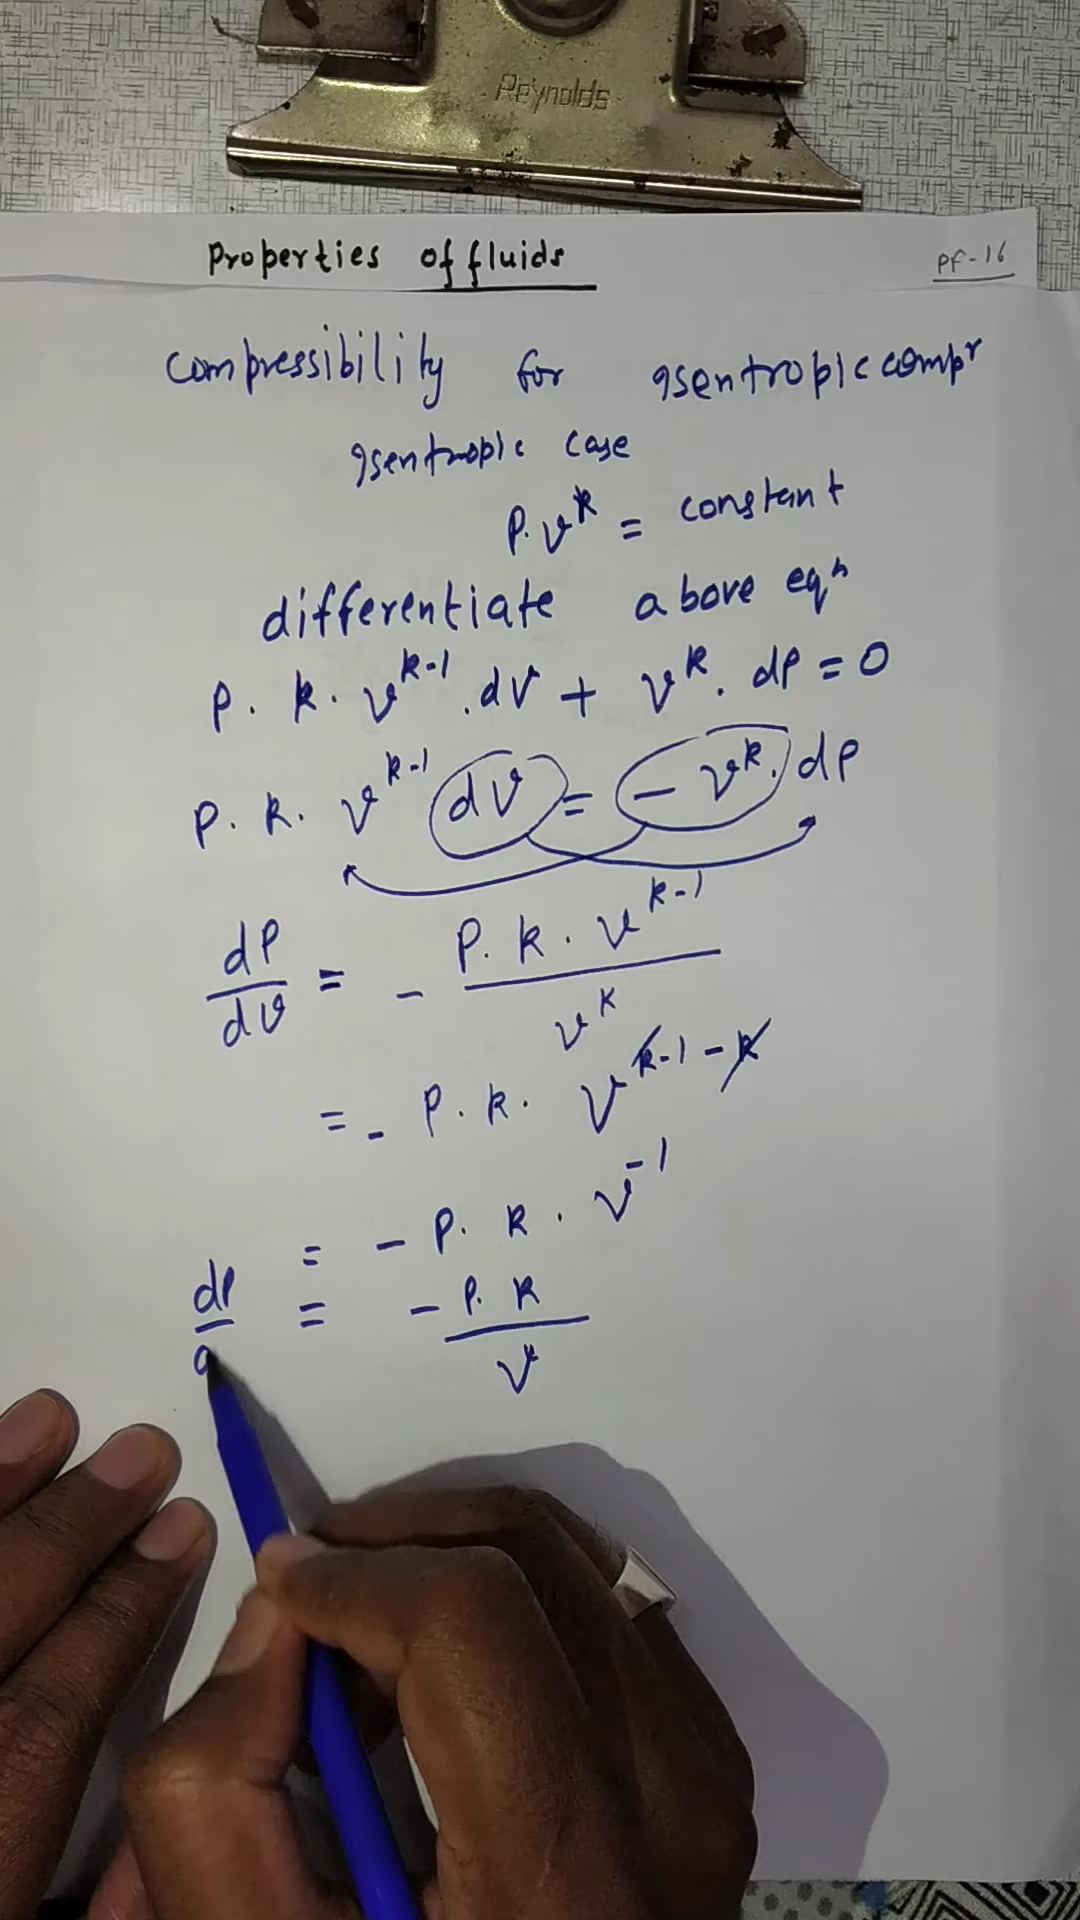 Reynolds
Properties of fluids
PF-16
compressibility for isentropic compr
isentropic case
P. v^k = constant
differentiate above eqn
P. k. v^k-1 .dv + v^k. dp = 0
P. k. v^k-1 dv = - v^k. dp
dP/dv = - P. k. v^k-1/v^k
= - P. k. v^k-1-k
= - P. k. v^-1
dp/ = - P. k/v